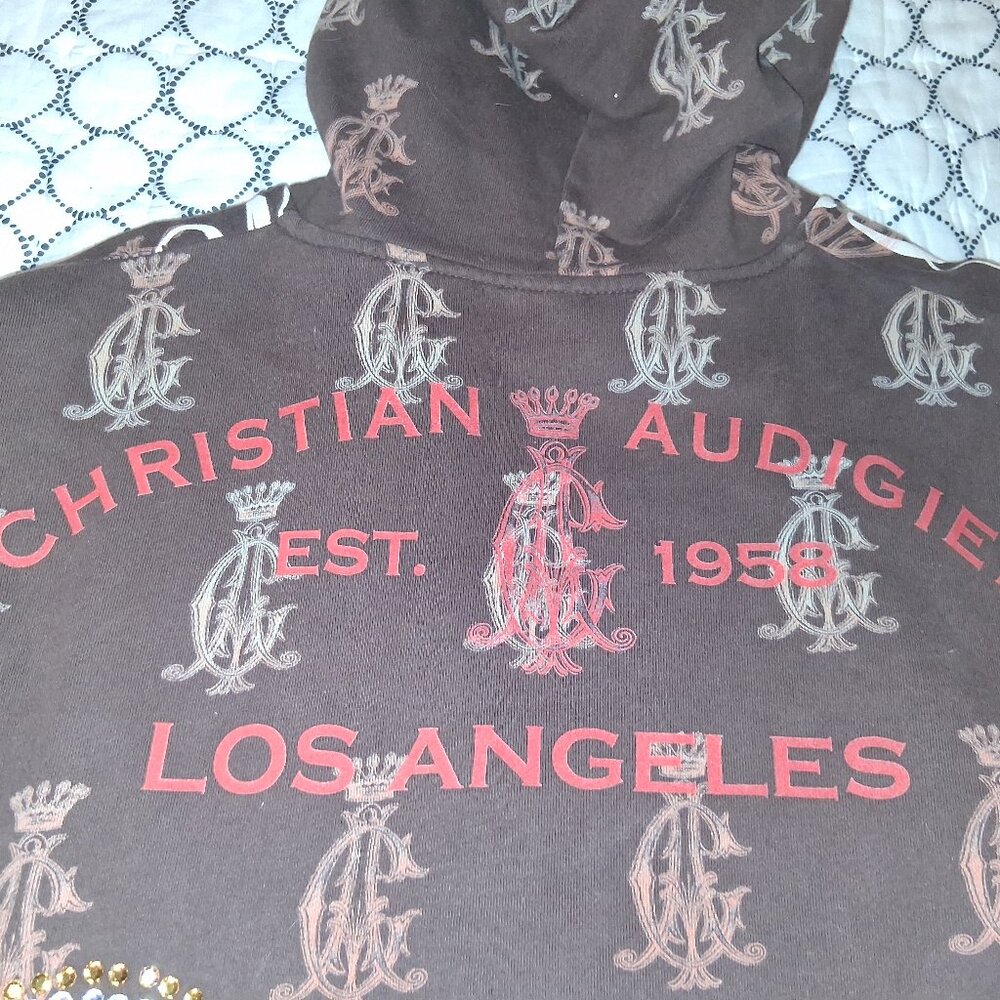 CHRISTIAN AUDIGIE
EST. 1958
LOS ANGELES